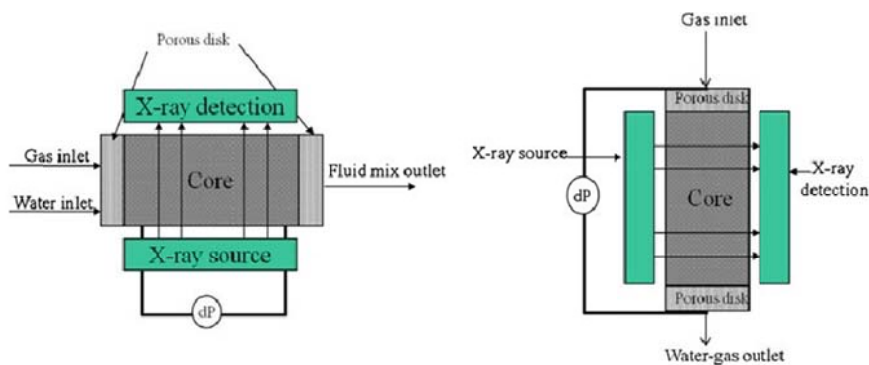 Porous disk
X-ray detection
Gas inlet
Core
Fluid mix outlet
Water inlet
X-ray source
dP
Gas inlet
Porous disk
X-ray source
X-ray
detection
dP
Core
Porous disk
Water-gas outlet